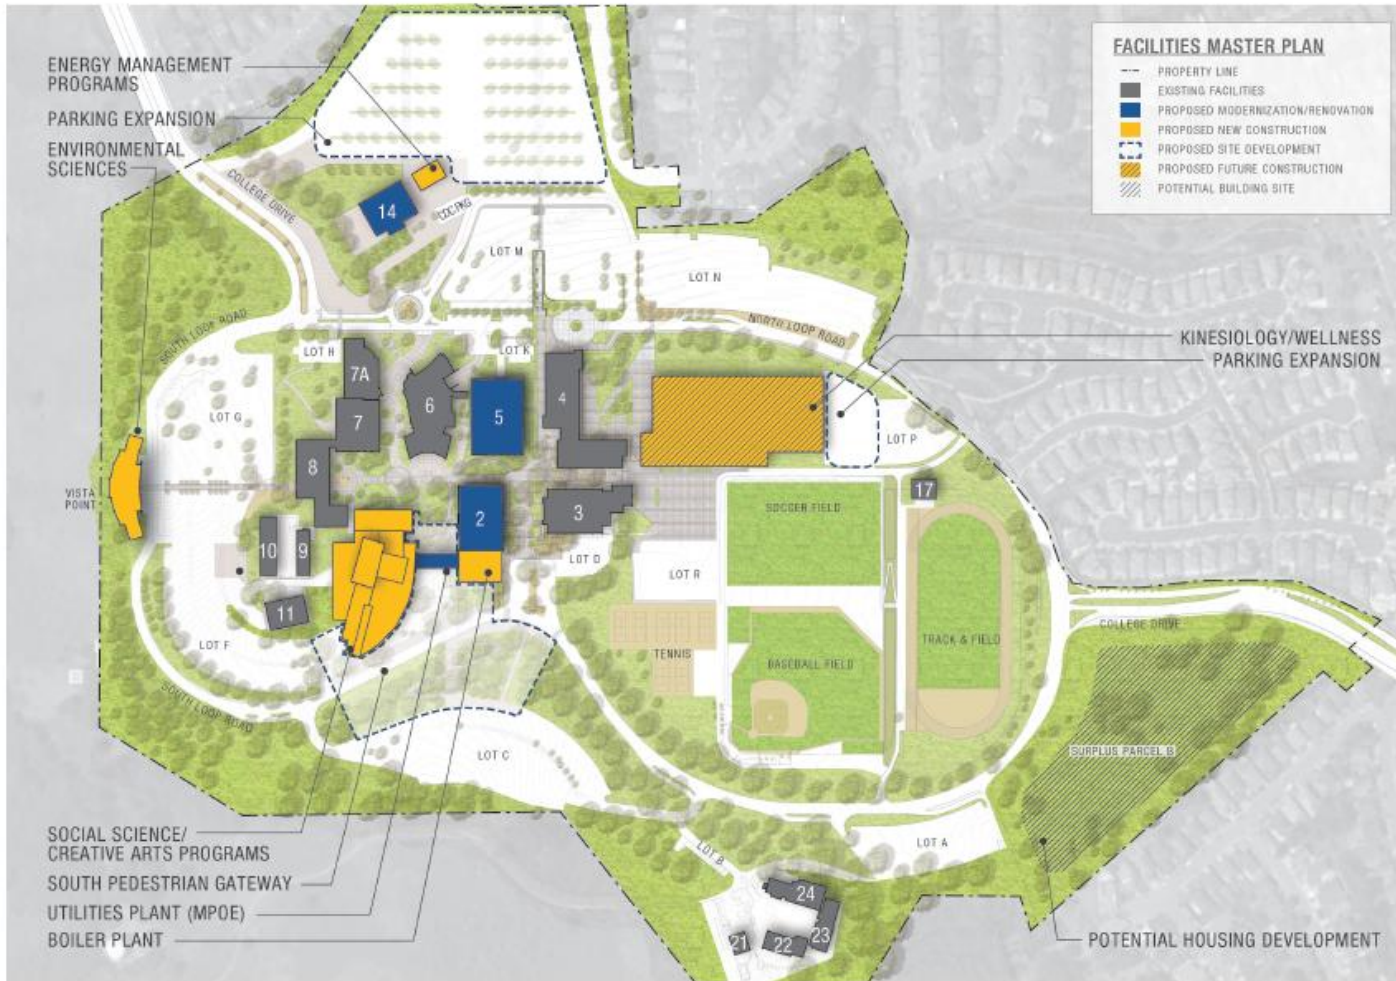 FACILITIES MASTER PLAN
PROPERTY LINE
EXISTING FACILITIES
PROPOSED MODERNIZATION/RENOVATION
PROPOSED NEW CONSTRUCTION
PROPOSED SITE DEVELOPMENT
PROPOSED FUTURE CONSTRUCTION
POTENTIAL BUILDING SITE
ENERGY MANAGEMENT
PROGRAMS
PARKING EXPANSION
ENVIRONMENTAL
SCIENCES
COLLEGE DRIVE
14
CDC PKG
LOT M
LOT N
NORTH LOOP ROAD
SOUTH LOOP ROAD
LOT H
LOT K
KINESIOLOGY/WELLNESS
PARKING EXPANSION
7A
6
5
4
7
LOT G
LOT P
8
VISTA
POINT
17
SOCCER FIELD
2
3
10
9
LOT D
LOT R
11
COLLEGE DRIVE
LOT F
TENNIS
BASEBALL FIELD
TRACK & FIELD
SOUTH LOOP ROAD
LOT C
SURPLUS PARCEL B
SOCIAL SCIENCE/
CREATIVE ARTS PROGRAMS
SOUTH PEDESTRIAN GATEWAY
UTILITIES PLANT (MPOE)
BOILER PLANT
LOT B
LOT A
24
23
22
21
POTENTIAL HOUSING DEVELOPMENT